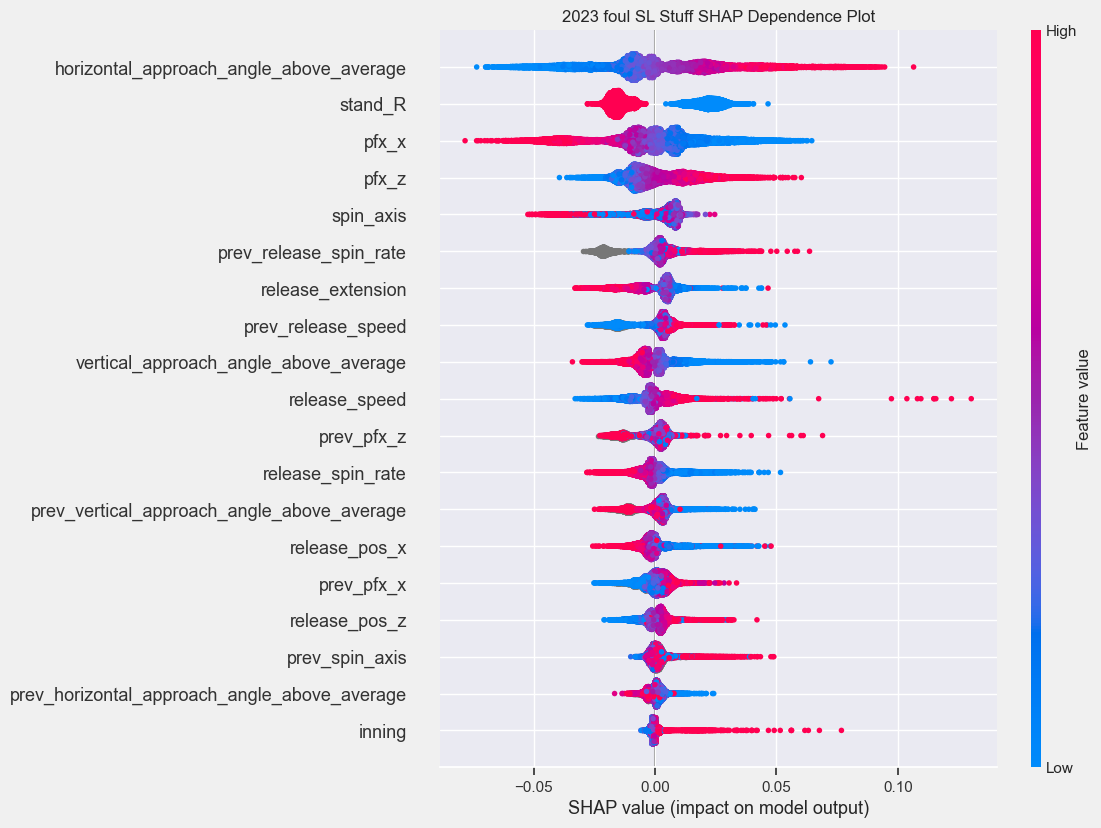 2023 foul SL Stuff SHAP Dependence Plot
High
horizontal_approach_angle_above_average
stand_R
pfx_x
pfx_z
spin_axis
prev_release_spin_rate
release_extension
prev_release_speed
vertical_approach_angle_above_average
release_speed
prev_pfx_z
release_spin_rate
prev_vertical_approach_angle_above_average
release_pos_x
prev_pfx_x
release_pos_z
prev_spin_axis
prev_horizontal_approach_angle_above_average
inning
Feature value
Low
−0.05 0.00 0.05 0.10
SHAP value (impact on model output)